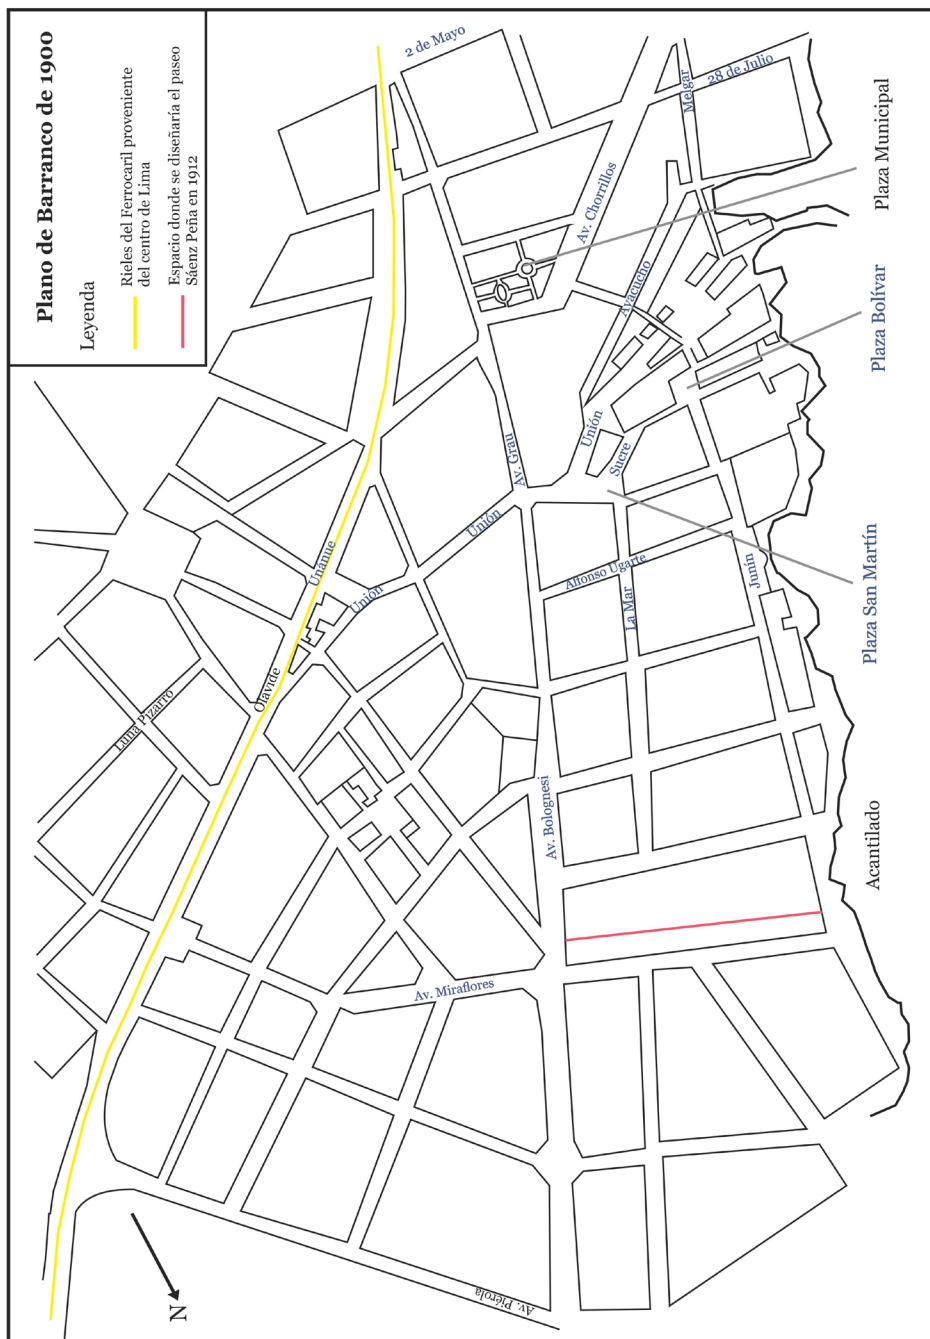 Plano de Barranco de 1900
Leyenda
Rieles del Ferrocaril proveniente
del centro de Lima
Espacio donde se diseñaría el paseo
Sáenz Peña en 1912
2 de Mayo
28 de Julio
Melgar
Plaza Municipal
Av. Chorrillos
Ayacucho
Plaza Bolívar
Av. Grau
Unión
Sucre
Unión
Unanue
Unión
Alfonso Ugarte
La Mar
Junín
Plaza San Martín
Olavide
Luna Pizarro
Av. Bolognesi
Acantilado
Av. Miraflores
Av. Piérola
N